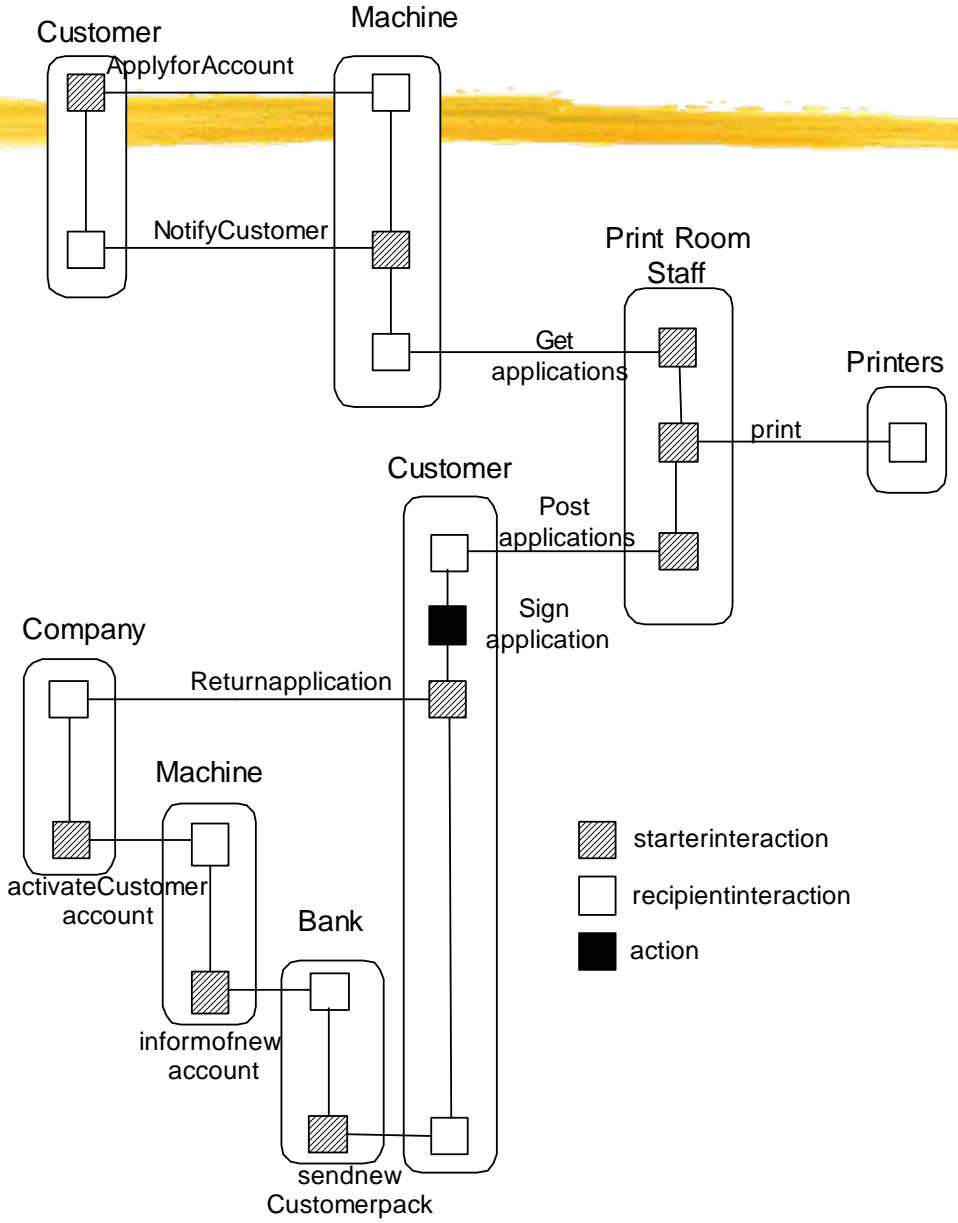 Machine
Customer
ApplyforAccount
NotifyCustomer
Print Room
Staff
Get
applications
Printers
print
Customer
Post
applications
Sign
application
Company
Returnapplication
Machine
starterinteraction
activateCustomer
account
recipientinteraction
Bank
action
informofnew
account
sendnew
Customerpack